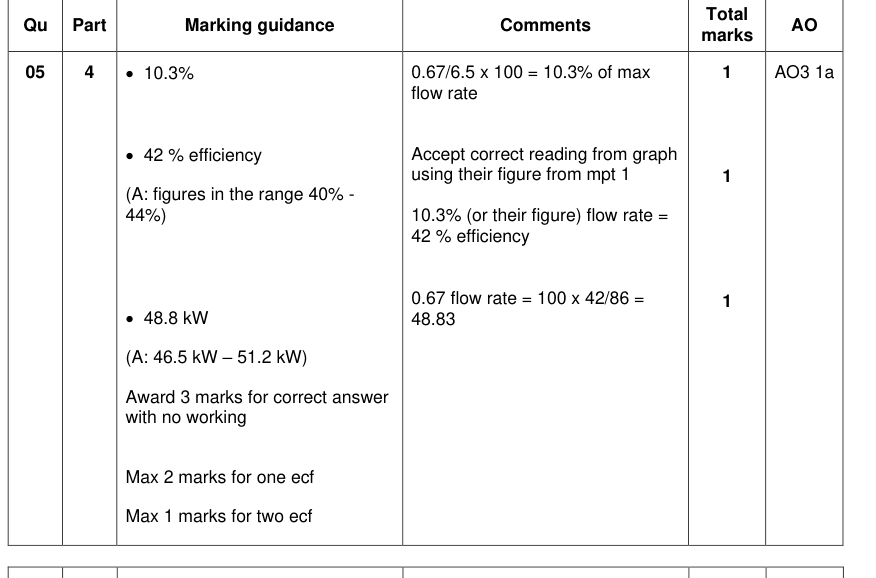 Qu Part Marking guidance Comments Total marks AO
05 4
• 10.3%
0.67/6.5 x 100 = 10.3% of max
flow rate
1
AO3 1a
• 42 % efficiency
(A: figures in the range 40% -
44%)
Accept correct reading from graph
using their figure from mpt 1
10.3% (or their figure) flow rate =
42 % efficiency
1
• 48.8 kW
(A: 46.5 kW – 51.2 kW)
Award 3 marks for correct answer
with no working
Max 2 marks for one ecf
Max 1 marks for two ecf
0.67 flow rate = 100 x 42/86 =
48.83
1